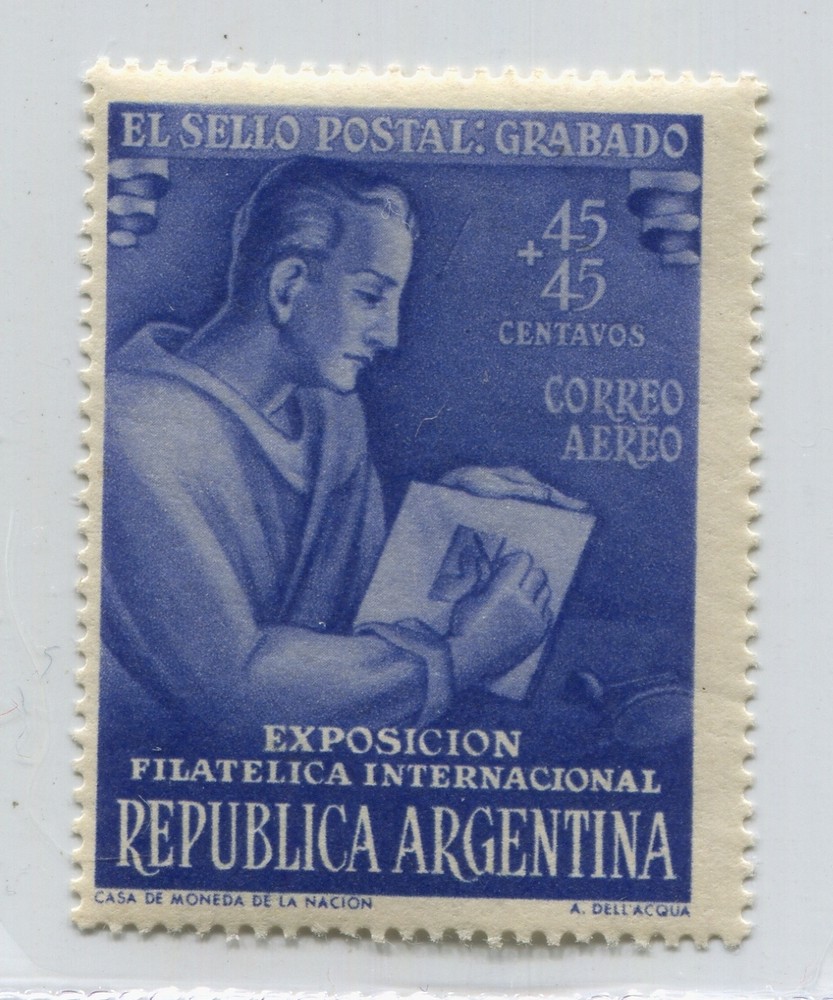 EL SELLO POSTAL: GRABADO
45
+45
CENTAVOS
CORREO
AEREO
EXPOSICION
FILATELICA INTERNACIONAL
REPUBLICA ARGENTINA
CASA DE MONEDA DE LA NACION
A. DELL'ACQUA